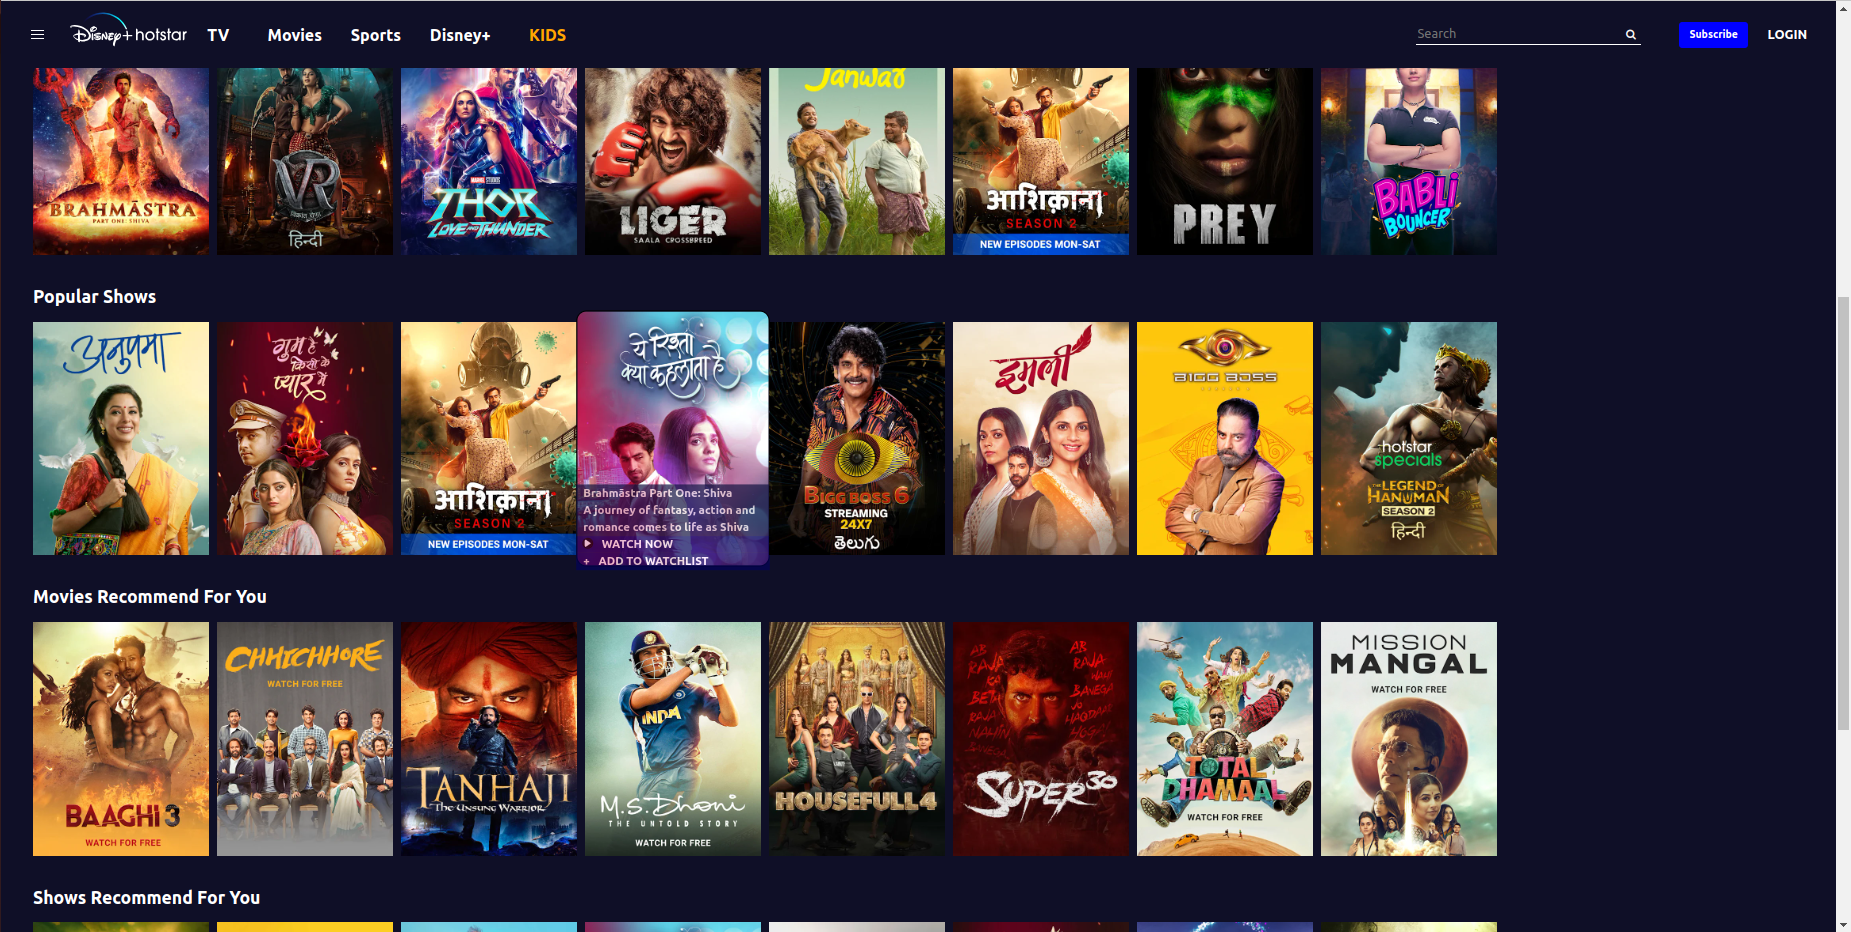 Disney+ hotstar
TV
Movies
Sports
Disney+
KIDS
Search
Subscribe
LOGIN
BRAHMĀSTRA
PART ONE: SHIVA
VR
हिन्दी
MARVEL STUDIOS
THOR
LOVE AND THUNDER
LIGER
SAALA CROSSBREED
Janwar
आशिक़ाना
SEASON 2
NEW EPISODES MON-SAT
PREY
BABLI
BOUNCER
Popular Shows
अनुपमा
गुम है
किसी के
प्यार में
आशिक़ाना
SEASON 2
NEW EPISODES MON-SAT
ये रिश्ता
क्या कहलाता है
Brahmāstra Part One: Shiva
A journey of fantasy, action and
romance comes to life as Shiva
WATCH NOW
+ ADD TO WATCHLIST
BIGG BOSS 6
STREAMING
24X7
తెలుగు
इमली
BIGG BOSS
hotstar
specials
THE LEGEND OF
HANUMAN
SEASON 2
हिन्दी
Movies Recommend For You
BAAGHI 3
WATCH FOR FREE
CHHICHHORE
WATCH FOR FREE
TANHAJI
THE UNSUNG WARRIOR
INDIA
M.S.Dhoni
THE UNTOLD STORY
WATCH FOR FREE
HOUSEFULL 4
SUPER 30
TOTAL
DHAMAAL
WATCH FOR FREE
MISSION
MANGAL
WATCH FOR FREE
Shows Recommend For You